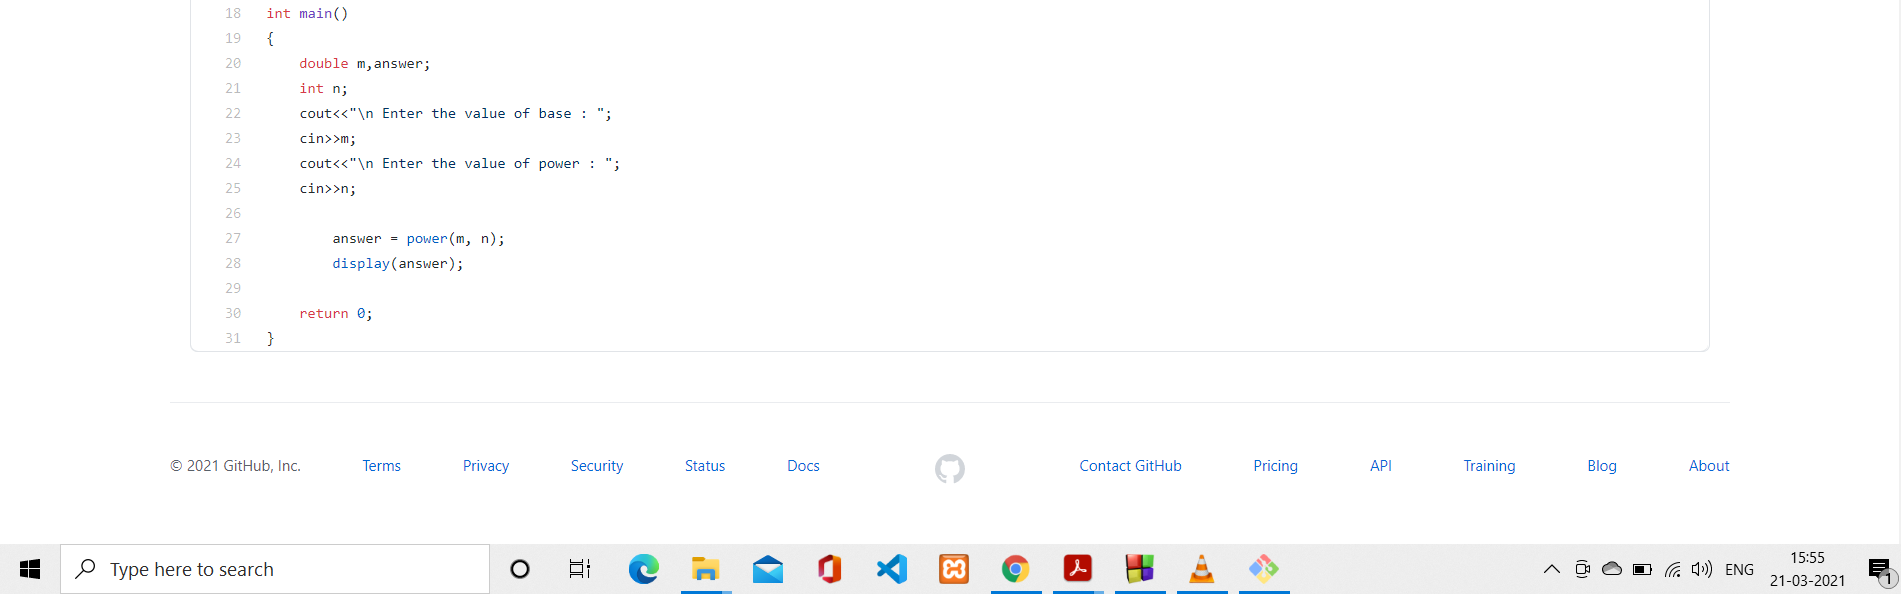 18 int main()
19 {
20 double m,answer;
21 int n;
22 cout<<"\n Enter the value of base : ";
23 cin>>m;
24 cout<<"\n Enter the value of power : ";
25 cin>>n;
26
27 answer = power(m, n);
28 display(answer);
29
30 return 0;
31 }
© 2021 GitHub, Inc. Terms Privacy Security Status Docs Contact GitHub Pricing API Training Blog About
Type here to search ENG 15:55
21-03-2021 1